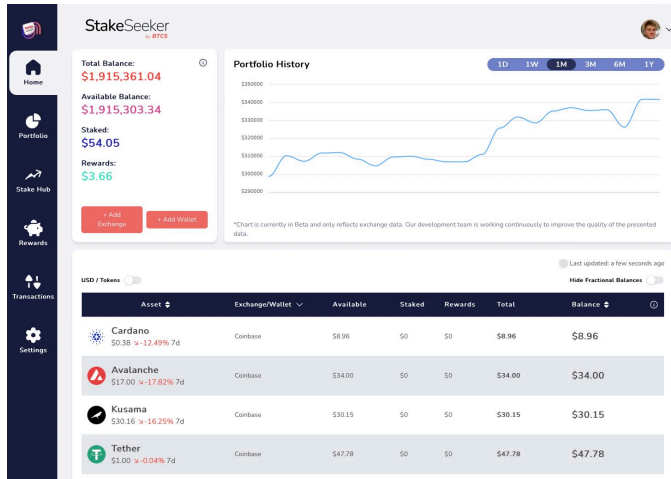 StakeSeeker
by BTCS
Home
Portfolio
Stake Hub
Rewards
Transactions
Settings
Total Balance:
$1,915,361.04
Available Balance:
$1,915,303.34
Staked:
$54.05
Rewards:
$3.66
+ Add Exchange
+ Add Wallet
Portfolio History
1D 1W 1M 3M 6M 1Y
$350000
$340000
$330000
$320000
$310000
$300000
$290000
*Chart is currently in Beta and only reflects exchange data. Our development team is working continuously to improve the quality of the presented
data.
Last updated: a few seconds ago
USD / Tokens
Hide Fractional Balances
Asset Exchange/Wallet Available Staked Rewards Total Balance
Cardano
$0.38 -12.49% 7d
Coinbase $8.96 $0 $0 $8.96 $8.96
Avalanche
$17.00 -17.82% 7d
Coinbase $34.00 $0 $0 $34.00 $34.00
Kusama
$30.16 -16.25% 7d
Coinbase $30.15 $0 $0 $30.15 $30.15
Tether
$1.00 -0.04% 7d
Coinbase $47.78 $0 $0 $47.78 $47.78